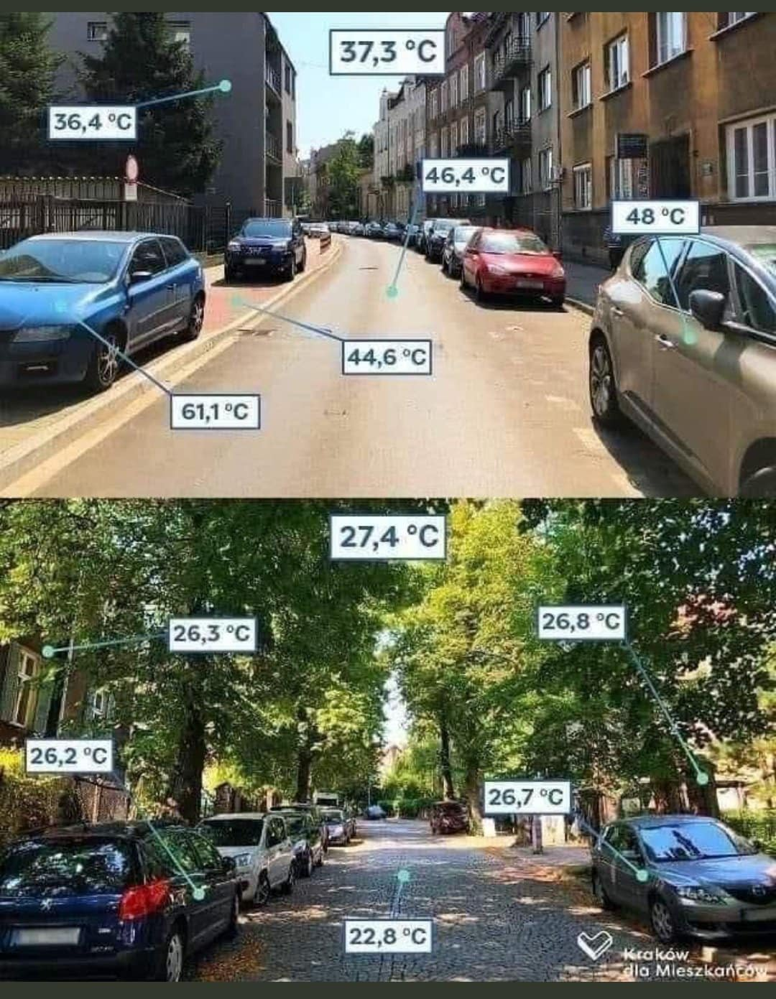 37,3 °C
36,4 °C
46,4 °C
48 °C
44,6 °C
61,1 °C
27,4 °C
26,3 °C
26,8 °C
26,2 °C
26,7 °C
22,8 °C
Kraków
dla Mieszkańców